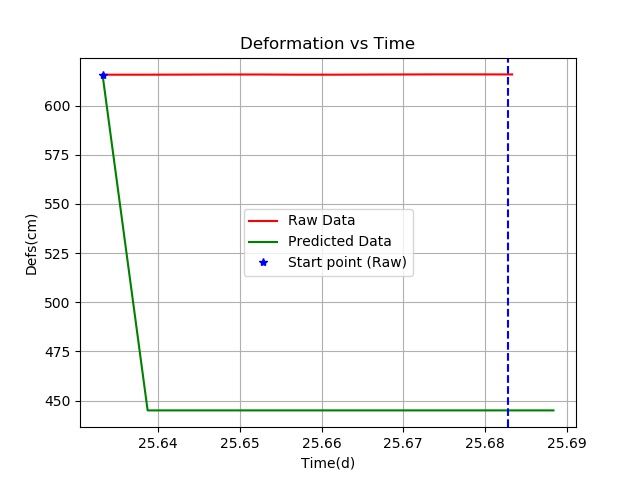 Deformation vs Time
Defs(cm)
600
575
550
525
500
475
450
Raw Data
Predicted Data
Start point (Raw)
25.64 25.65 25.66 25.67 25.68 25.69
Time(d)